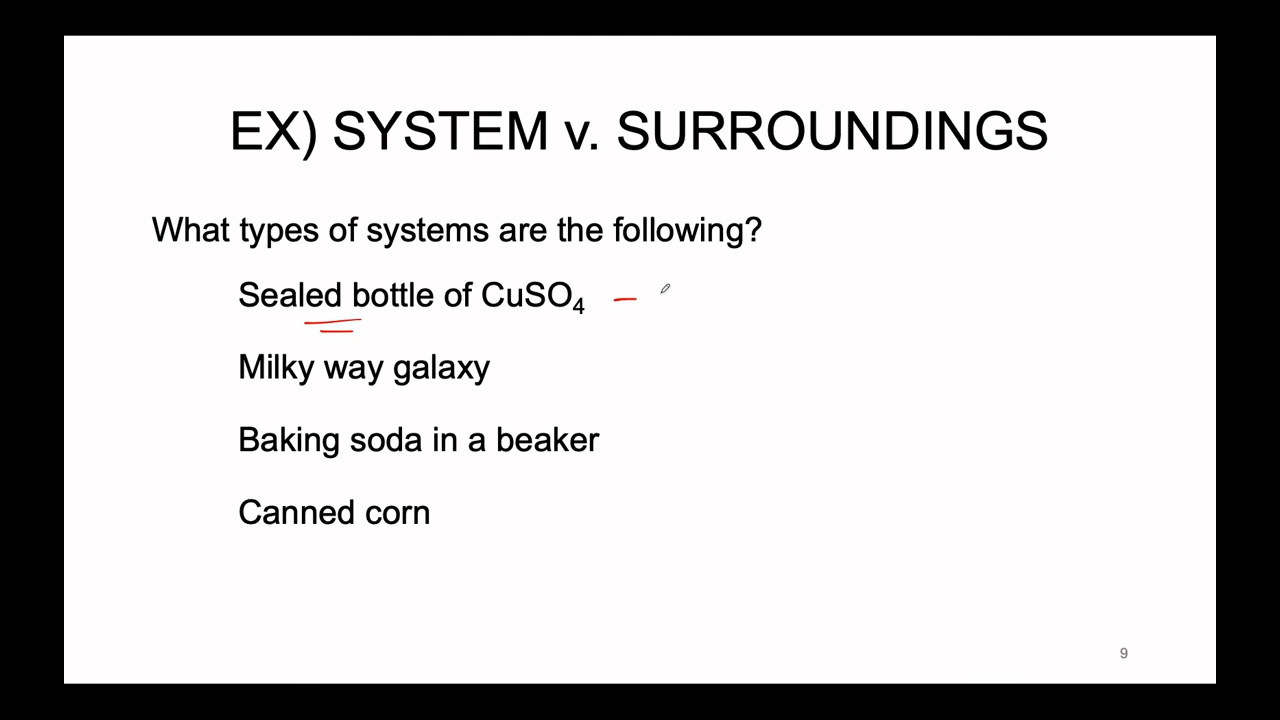 EX) SYSTEM v. SURROUNDINGS
What types of systems are the following?
Sealed bottle of CuSO₄ –
Milky way galaxy
Baking soda in a beaker
Canned corn
9